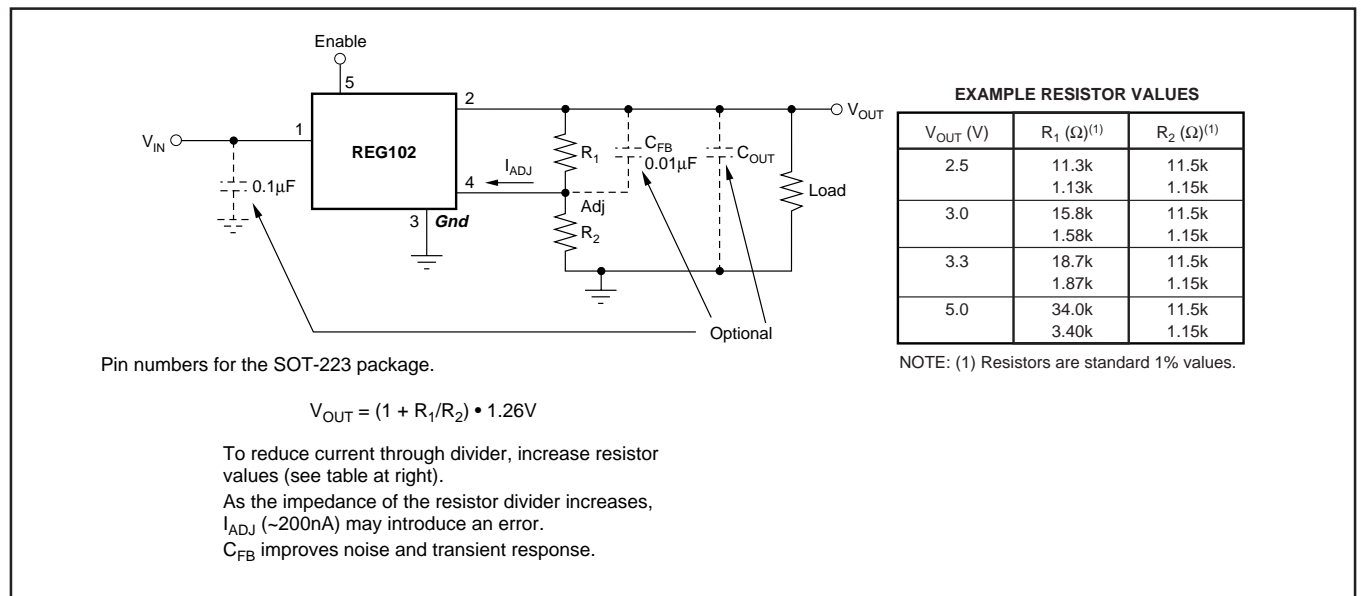 Enable
5
2
V_OUT
V_IN
1
REG102
C_FB
0.01µF
C_OUT
R_1
I_ADJ
4
0.1µF
Load
Adj
3
Gnd
R_2
Optional
Pin numbers for the SOT-223 package.
V_OUT = (1 + R_1/R_2) • 1.26V
To reduce current through divider, increase resistor
values (see table at right).
As the impedance of the resistor divider increases,
I_ADJ (~200nA) may introduce an error.
C_FB improves noise and transient response.
EXAMPLE RESISTOR VALUES
V_OUT (V) R_1 (Ω)(1) R_2 (Ω)(1)
2.5 11.3k 11.5k
1.13k 1.15k
3.0 15.8k 11.5k
1.58k 1.15k
3.3 18.7k 11.5k
1.87k 1.15k
5.0 34.0k 11.5k
3.40k 1.15k
NOTE: (1) Resistors are standard 1% values.